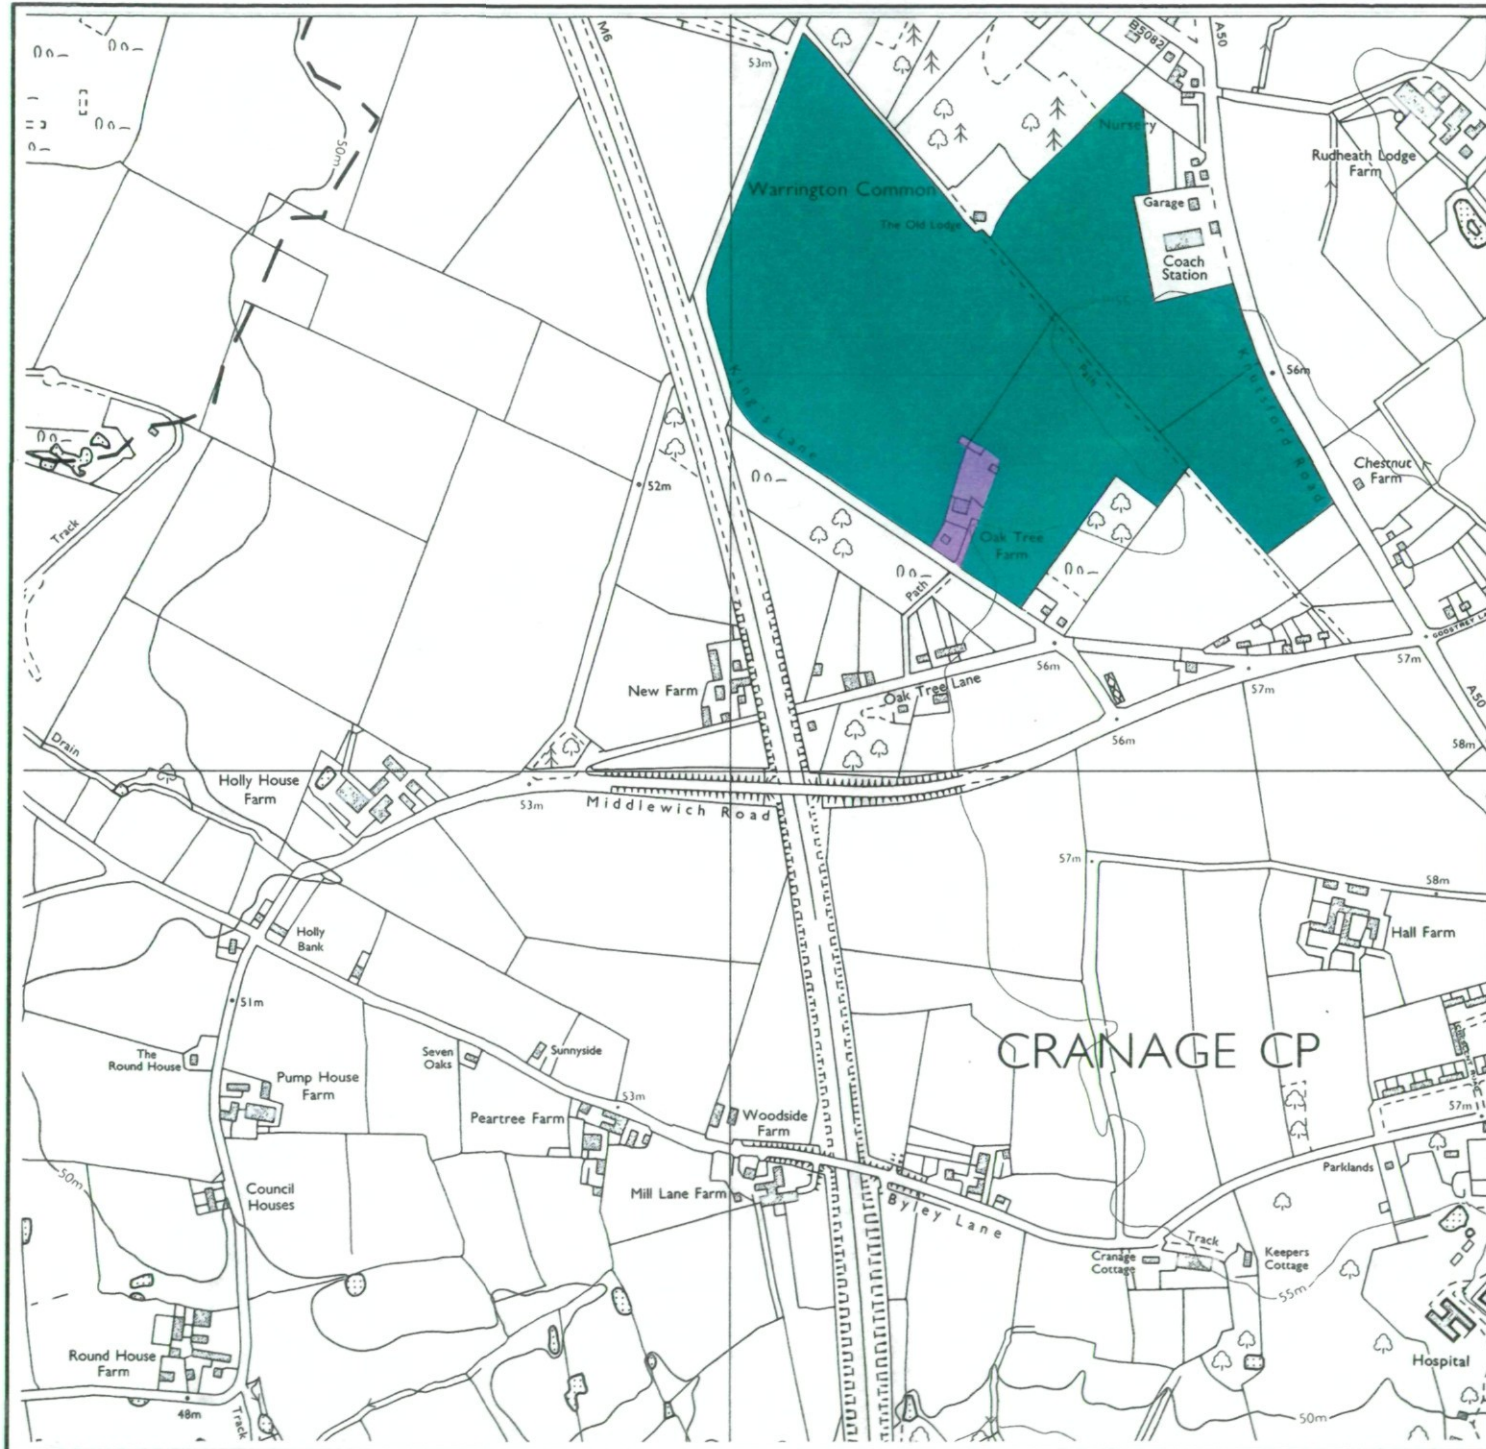 M6
B5082
A50
53m
50m
Nursery
Rudheath Lodge
Farm
Warrington Common
The Old Lodge
Garage
Coach
Station
King's Lane
Path
Knutsford Road
56m
Chestnut
Farm
52m
Track
Oak Tree
Farm
Path
GOOSTREY
56m
57m
57m
New Farm
Oak Tree Lane
A50
56m
58m
Drain
Holly House
Farm
53m
Middlewich Road
57m
58m
Holly
Bank
Hall Farm
51m
CRANAGE CP
The
Round House
Seven
Oaks
Sunnyside
Pump House
Farm
53m
Peartree Farm
Woodside
Farm
57m
50m
Council
Houses
Mill Lane Farm
Parklands
Byley Lane
Track
Cranage
Cottage
Keepers
Cottage
55m
Round House
Farm
Hospital
48m
Track
50m